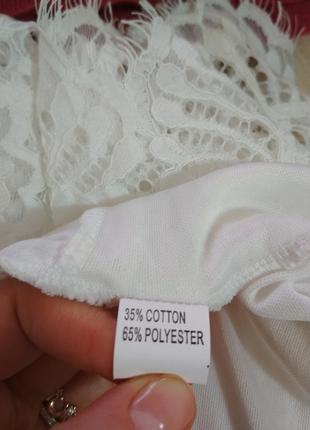 35% COTTON
65% POLYESTER